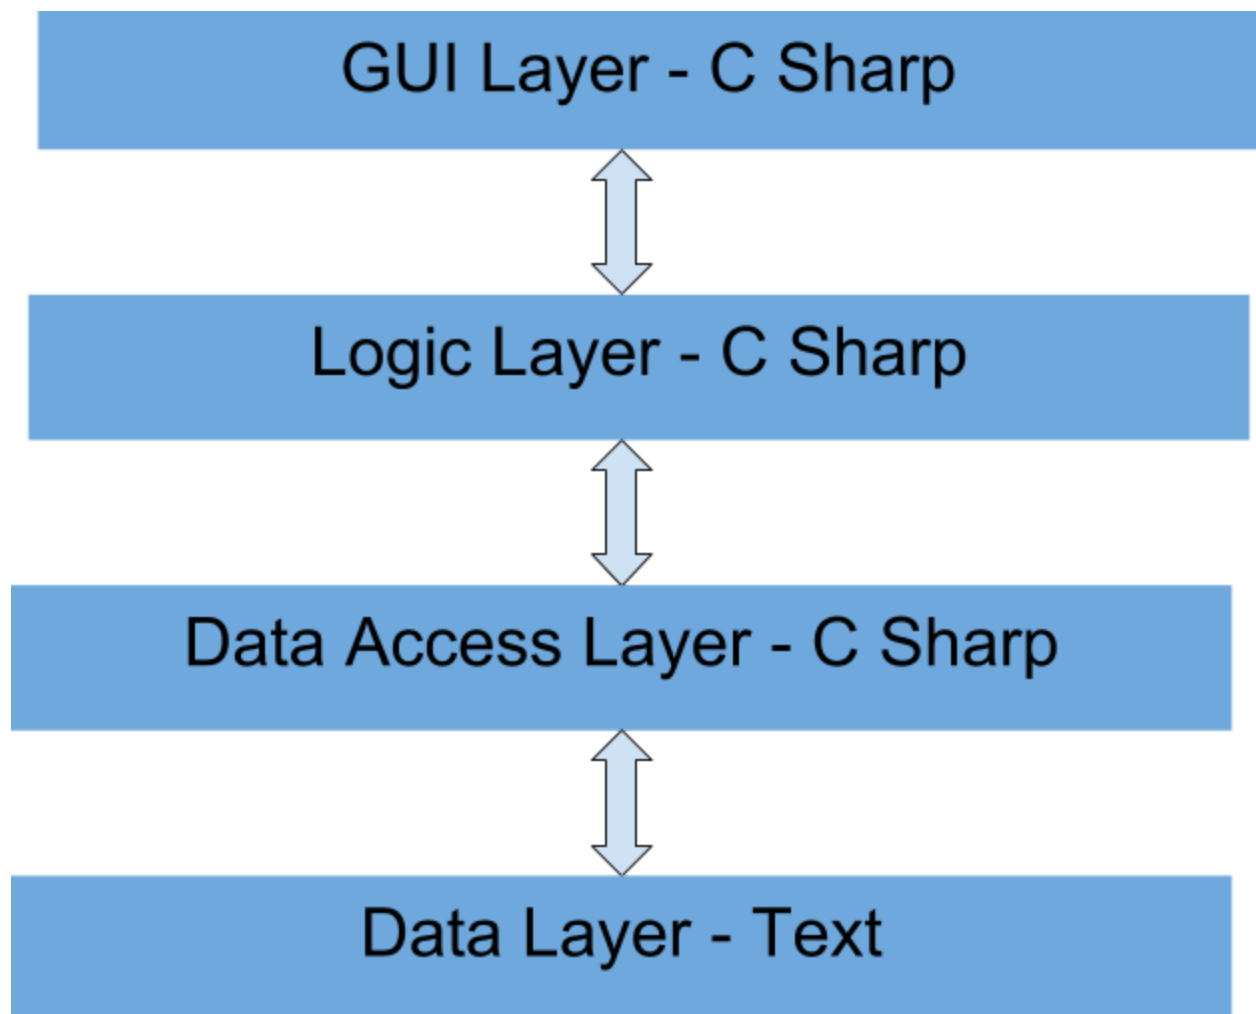 GUI Layer - C Sharp
Logic Layer - C Sharp
Data Access Layer - C Sharp
Data Layer - Text